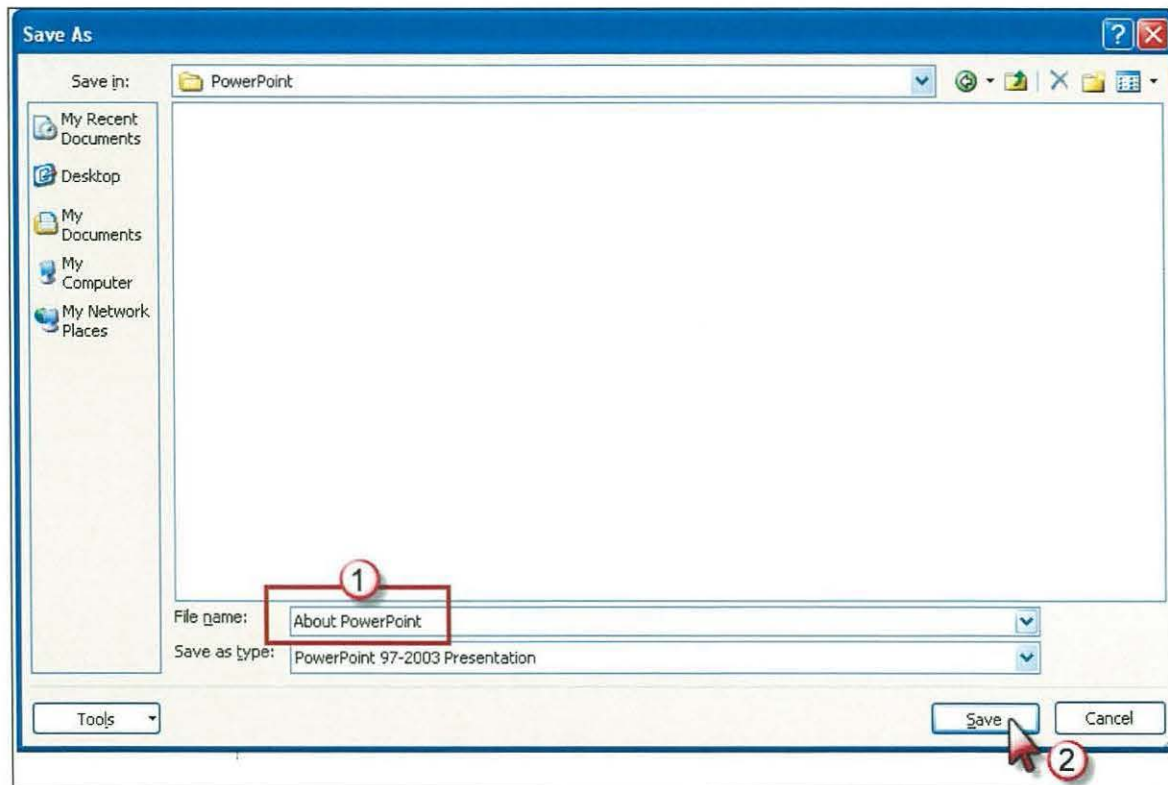 Save As
?
Save in:
PowerPoint
My Recent
Documents
Desktop
My
Documents
My
Computer
My Network
Places
1
File name:
About PowerPoint
Save as type:
PowerPoint 97-2003 Presentation
Tools
Save
Cancel
2